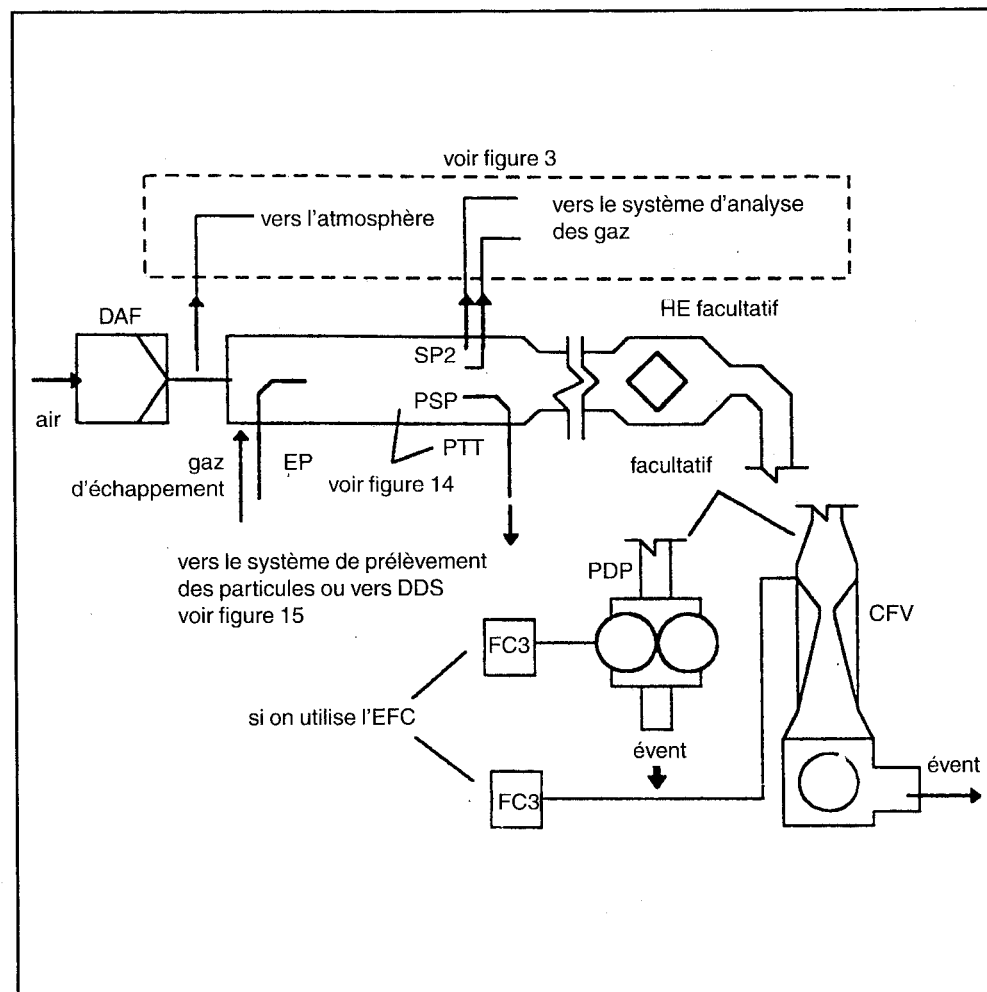 voir figure 3
vers l'atmosphère
vers le système d'analyse
des gaz
DAF
HE facultatif
SP2
air
PSP
gaz
d'échappement
EP
PTT
voir figure 14
facultatif
vers le système de prélèvement
des particules ou vers DDS
voir figure 15
PDP
CFV
FC3
si on utilise l'EFC
évent
évent
FC3